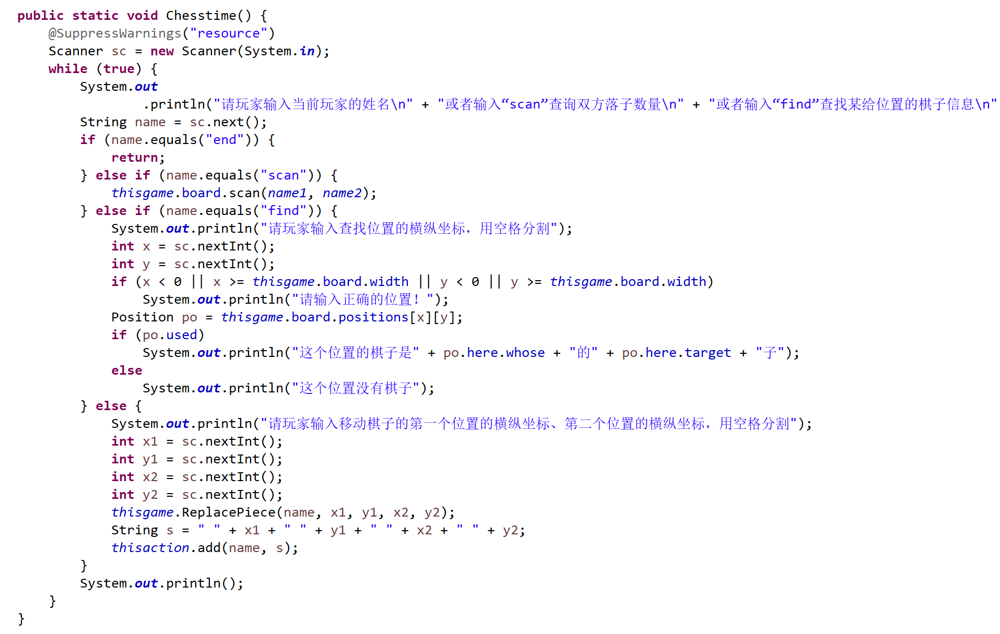 public static void Chesstime() {
@SuppressWarnings("resource")
Scanner sc = new Scanner(System.in);
while (true) {
System.out
.println("请玩家输入当前玩家的姓名\n" + "或者输入“scan”查询双方落子数量\n" + "或者输入“find”查找某给位置的棋子信息\n"
String name = sc.next();
if (name.equals("end")) {
return;
} else if (name.equals("scan")) {
thisgame.board.scan(name1, name2);
} else if (name.equals("find")) {
System.out.println("请玩家输入查找位置的横纵坐标，用空格分割");
int x = sc.nextInt();
int y = sc.nextInt();
if (x < 0 || x >= thisgame.board.width || y < 0 || y >= thisgame.board.width)
System.out.println("请输入正确的位置！");
Position po = thisgame.board.positions[x][y];
if (po.used)
System.out.println("这个位置的棋子是" + po.here.whose + "的" + po.here.target + "子");
else
System.out.println("这个位置没有棋子");
} else {
System.out.println("请玩家输入移动棋子的第一个位置的横纵坐标、第二个位置的横纵坐标，用空格分割");
int x1 = sc.nextInt();
int y1 = sc.nextInt();
int x2 = sc.nextInt();
int y2 = sc.nextInt();
thisgame.ReplacePiece(name, x1, y1, x2, y2);
String s = " " + x1 + " " + y1 + " " + x2 + " " + y2;
thisaction.add(name, s);
}
System.out.println();
}
}